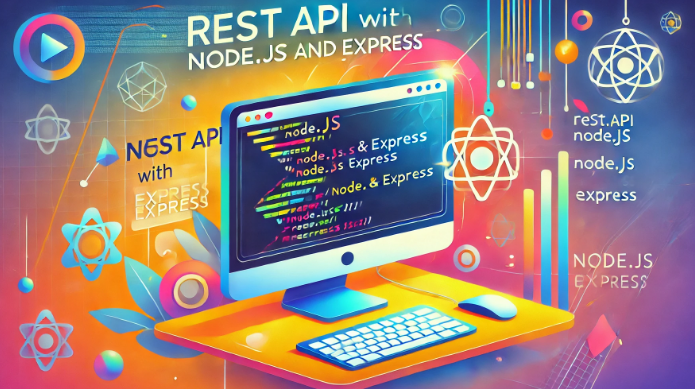 REST API with
NODE.JS AND EXPRESS
N6ST API
with
EXPRESS
EXPRESS
node.JS
node.Js.s & Express
node.Js Express
/Node. & Express
resT.API
node.JS
node.JS
express
NODE.JS
EXPRESS